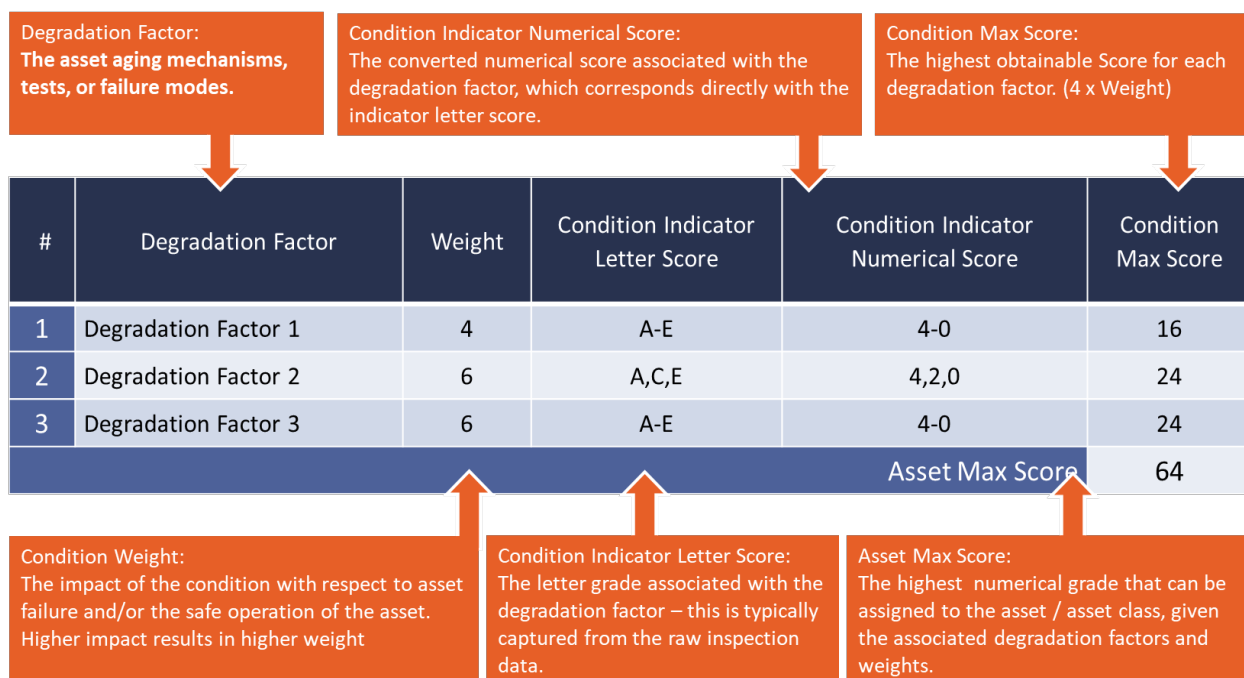 Degradation Factor:
The asset aging mechanisms,
tests, or failure modes.
Condition Indicator Numerical Score:
The converted numerical score associated with the
degradation factor, which corresponds directly with the
indicator letter score.
Condition Max Score:
The highest obtainable Score for each
degradation factor. (4 x Weight)
# Degradation Factor Weight Condition Indicator Letter Score Condition Indicator Numerical Score Condition Max Score
1 Degradation Factor 1 4 A-E 4-0 16
2 Degradation Factor 2 6 A,C,E 4,2,0 24
3 Degradation Factor 3 6 A-E 4-0 24
Asset Max Score 64
Condition Weight:
The impact of the condition with respect to asset
failure and/or the safe operation of the asset.
Higher impact results in higher weight
Condition Indicator Letter Score:
The letter grade associated with the
degradation factor – this is typically
captured from the raw inspection
data.
Asset Max Score:
The highest numerical grade that can be
assigned to the asset / asset class, given
the associated degradation factors and
weights.